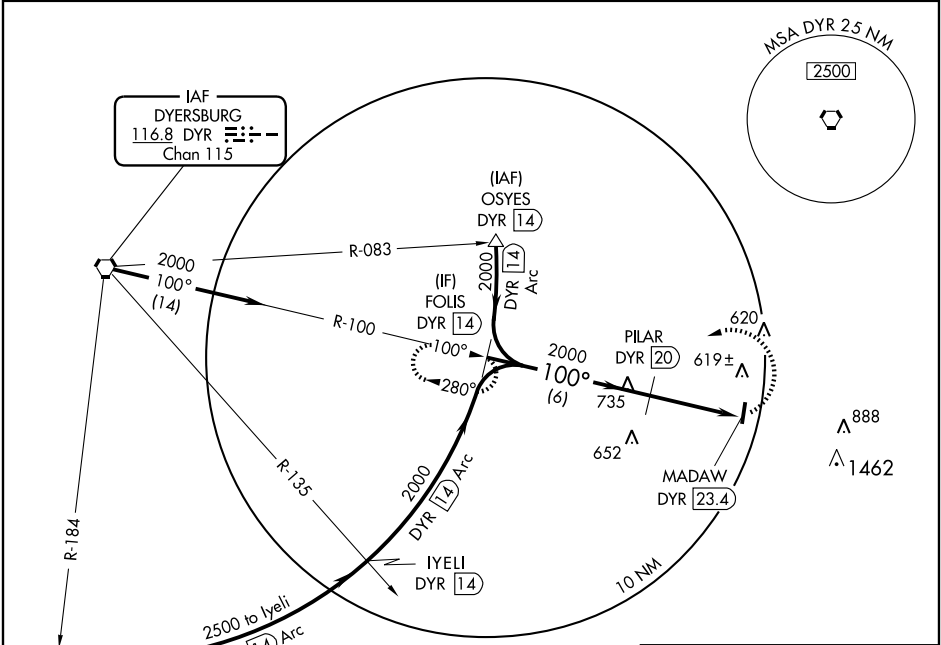 MSA DYR 25 NM
2500
IAF
DYERSBURG
116.8 DYR
Chan 115
(IAF)
OSYES
DYR 14
R-083
2000
100°
(14)
2000
DYR 14 Arc
(IF)
FOLIS
DYR 14
R-100
100°
280°
2000
100°
(6)
PILAR
DYR 20
620
619±
735
652
888
1462
MADAW
DYR 23.4
R-135
R-184
2000
DYR 14 Arc
IYELI
DYR 14
10 NM
2500 to Iyeli
14 Arc